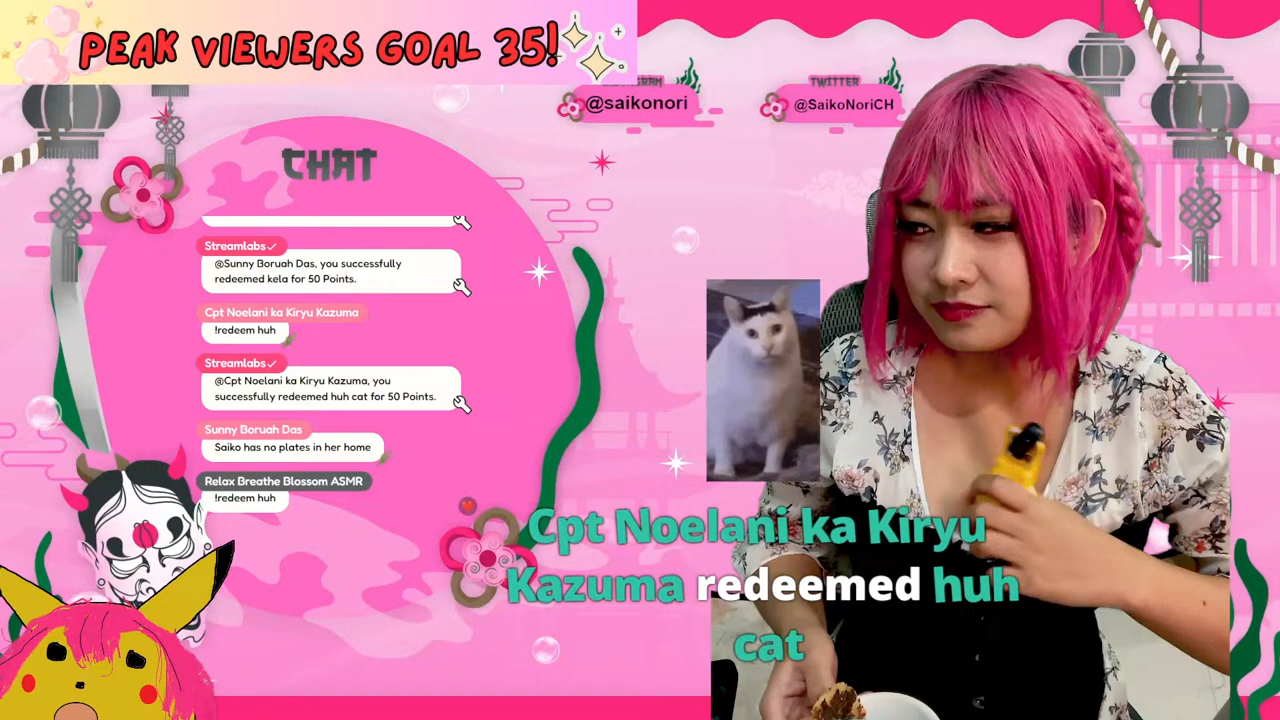 PEAK VIEWERS GOAL 35!
TWITTER
@saikonori
@SaikoNoriCH
CHAT
Streamlabs
@Sunny Boruah Das, you successfully
redeemed kela for 50 Points.
Cpt Noelani ka Kiryu Kazuma
!redeem huh
Streamlabs
@Cpt Noelani ka Kiryu Kazuma, you
successfully redeemed huh cat for 50 Points.
Sunny Boruah Das
Saiko has no plates in her home
Relax Breathe Blossom ASMR
!redeem huh
Cpt Noelani ka Kiryu
Kazuma redeemed huh
cat